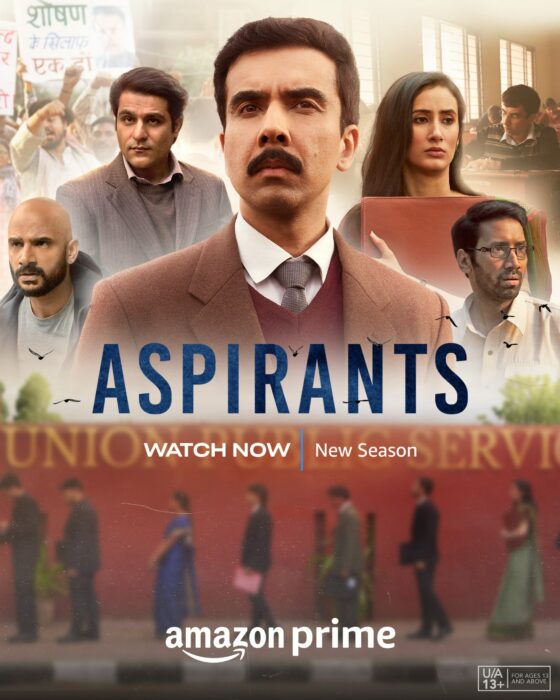 शोषण
के खिलाफ
एक हो
ASPIRANTS
UNION PUBLIC SERVIC
WATCH NOW
New Season
amazon prime
U/A
13+
FOR AGES 13
AND ABOVE